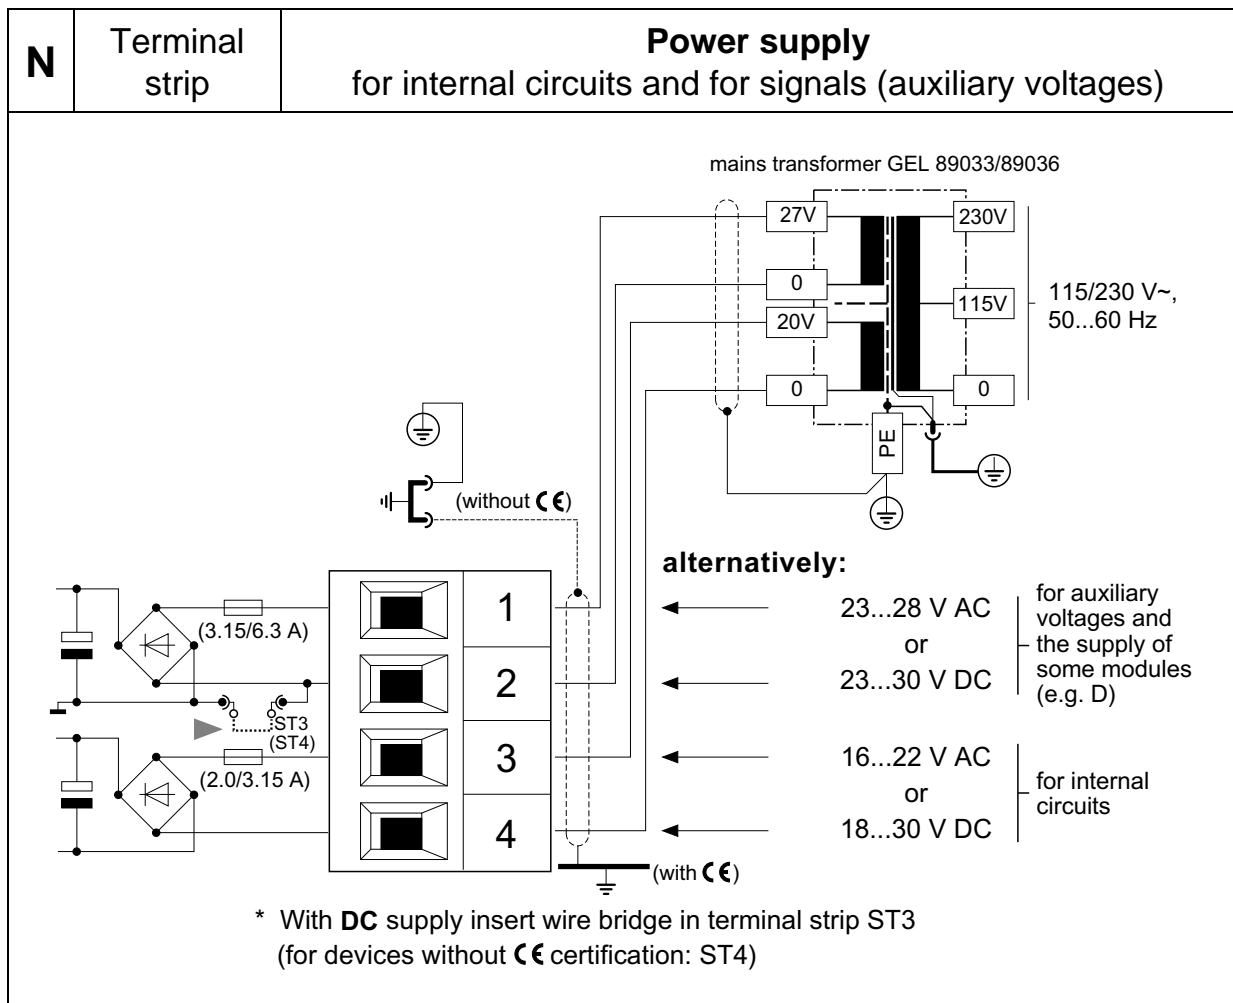 N
Terminal
strip
Power supply
for internal circuits and for signals (auxiliary voltages)
mains transformer GEL 89033/89036
27V
230V
0
115V
20V
0
0
115/230 V~,
50...60 Hz
PE
(without CE)
alternatively:
1
(3.15/6.3 A)
23...28 V AC
or
23...30 V DC
for auxiliary
voltages and
the supply of
some modules
(e.g. D)
2
ST3
(ST4)
3
(2.0/3.15 A)
16...22 V AC
or
18...30 V DC
for internal
circuits
4
(with CE)
* With DC supply insert wire bridge in terminal strip ST3
(for devices without CE certification: ST4)